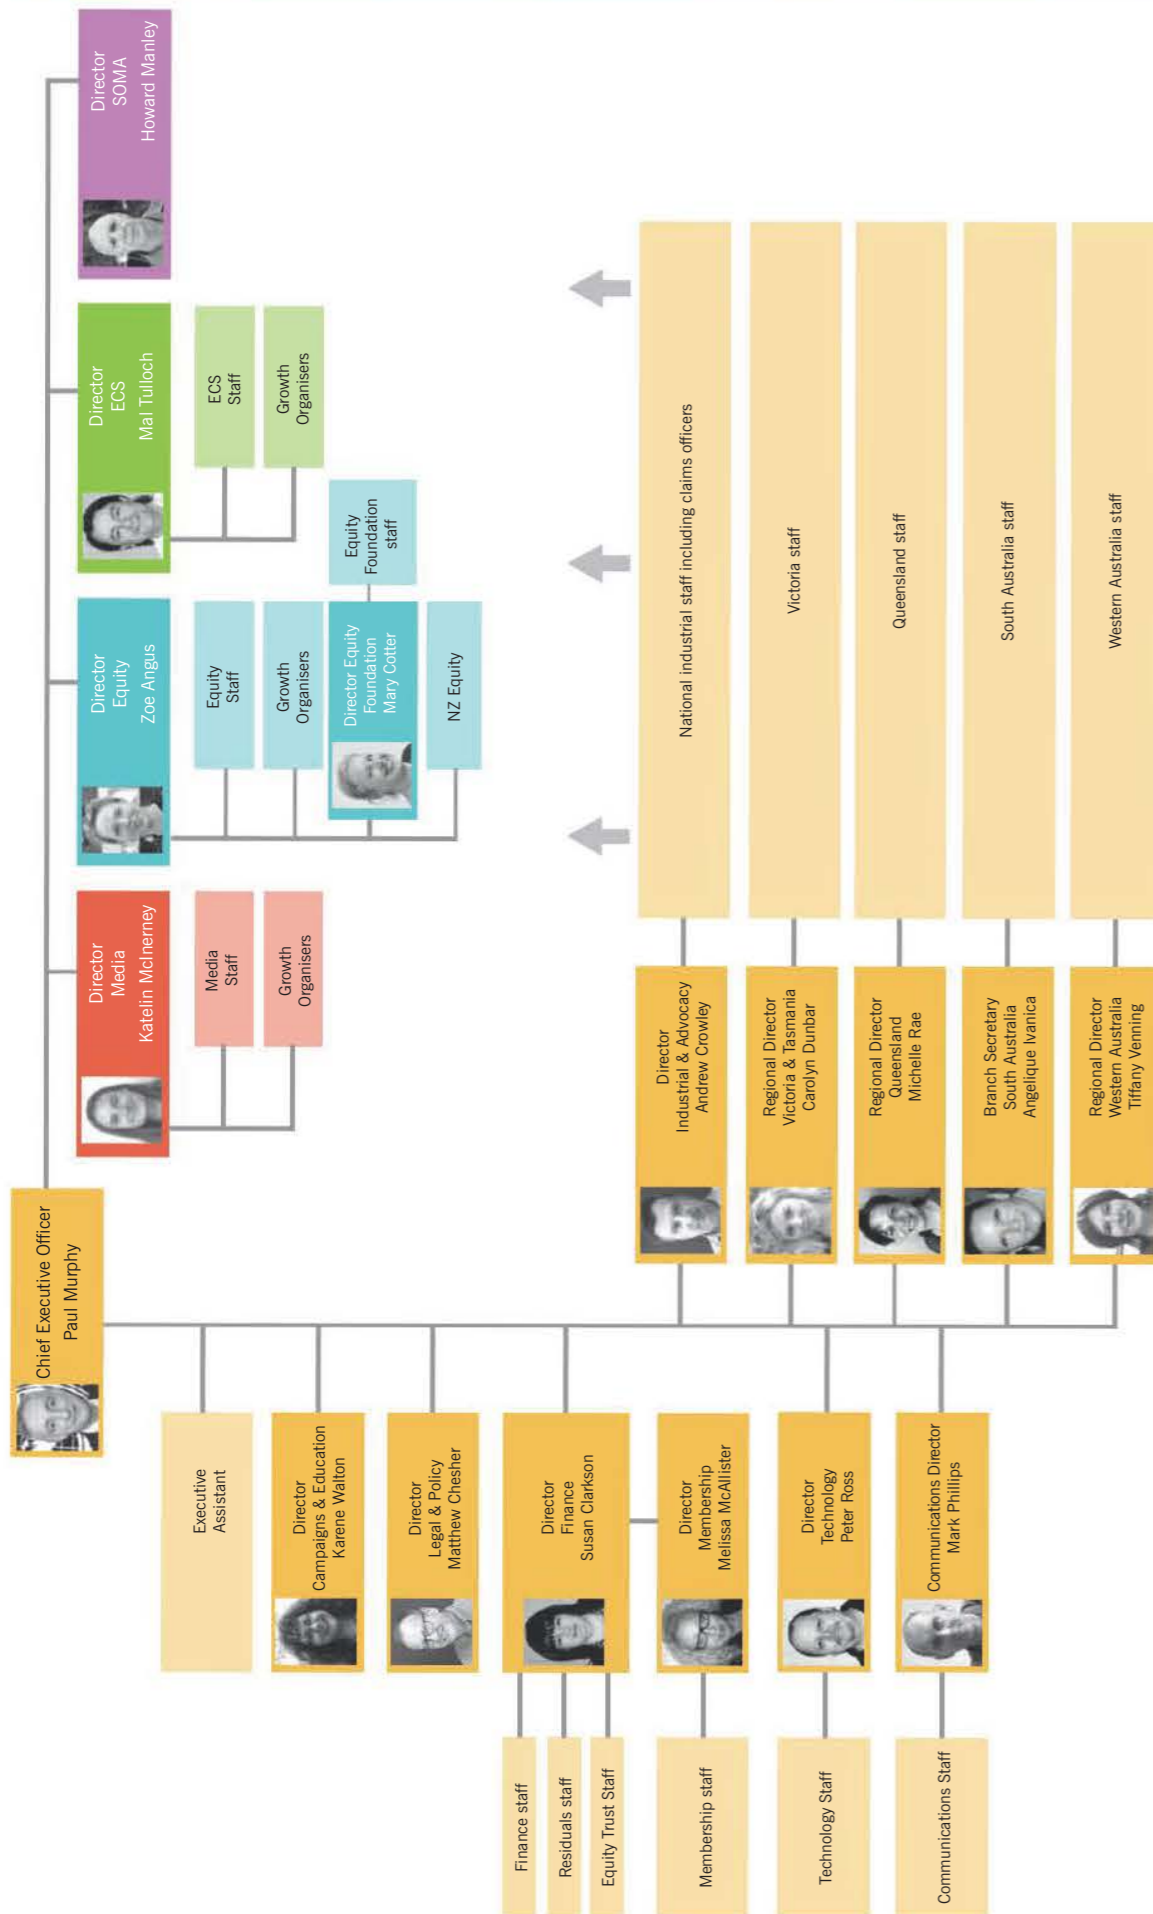 Chief Executive Officer
Paul Murphy
Director
Media
Katelin McInerney
Media
Staff
Growth
Organisers
Director
Equity
Zoe Angus
Equity
Staff
Growth
Organisers
Director Equity
Foundation
Mary Cotter
Equity
Foundation
staff
NZ Equity
Director
ECS
Mal Tulloch
ECS
Staff
Growth
Organisers
Director
SOMA
Howard Manley
Executive
Assistant
Director
Campaigns & Education
Karene Walton
Director
Legal & Policy
Matthew Chesher
Finance staff
Residuals staff
Equity Trust Staff
Director
Finance
Susan Clarkson
Membership staff
Director
Membership
Melissa McAllister
Technology Staff
Director
Technology
Peter Ross
Communications Staff
Communications Director
Mark Phillips
Director
Industrial & Advocacy
Andrew Crowley
National industrial staff including claims officers
Regional Director
Victoria & Tasmania
Carolyn Dunbar
Victoria staff
Regional Director
Queensland
Michelle Rae
Queensland staff
Branch Secretary
South Australia
Angelique Ivanica
South Australia staff
Regional Director
Western Australia
Tiffany Venning
Western Australia staff